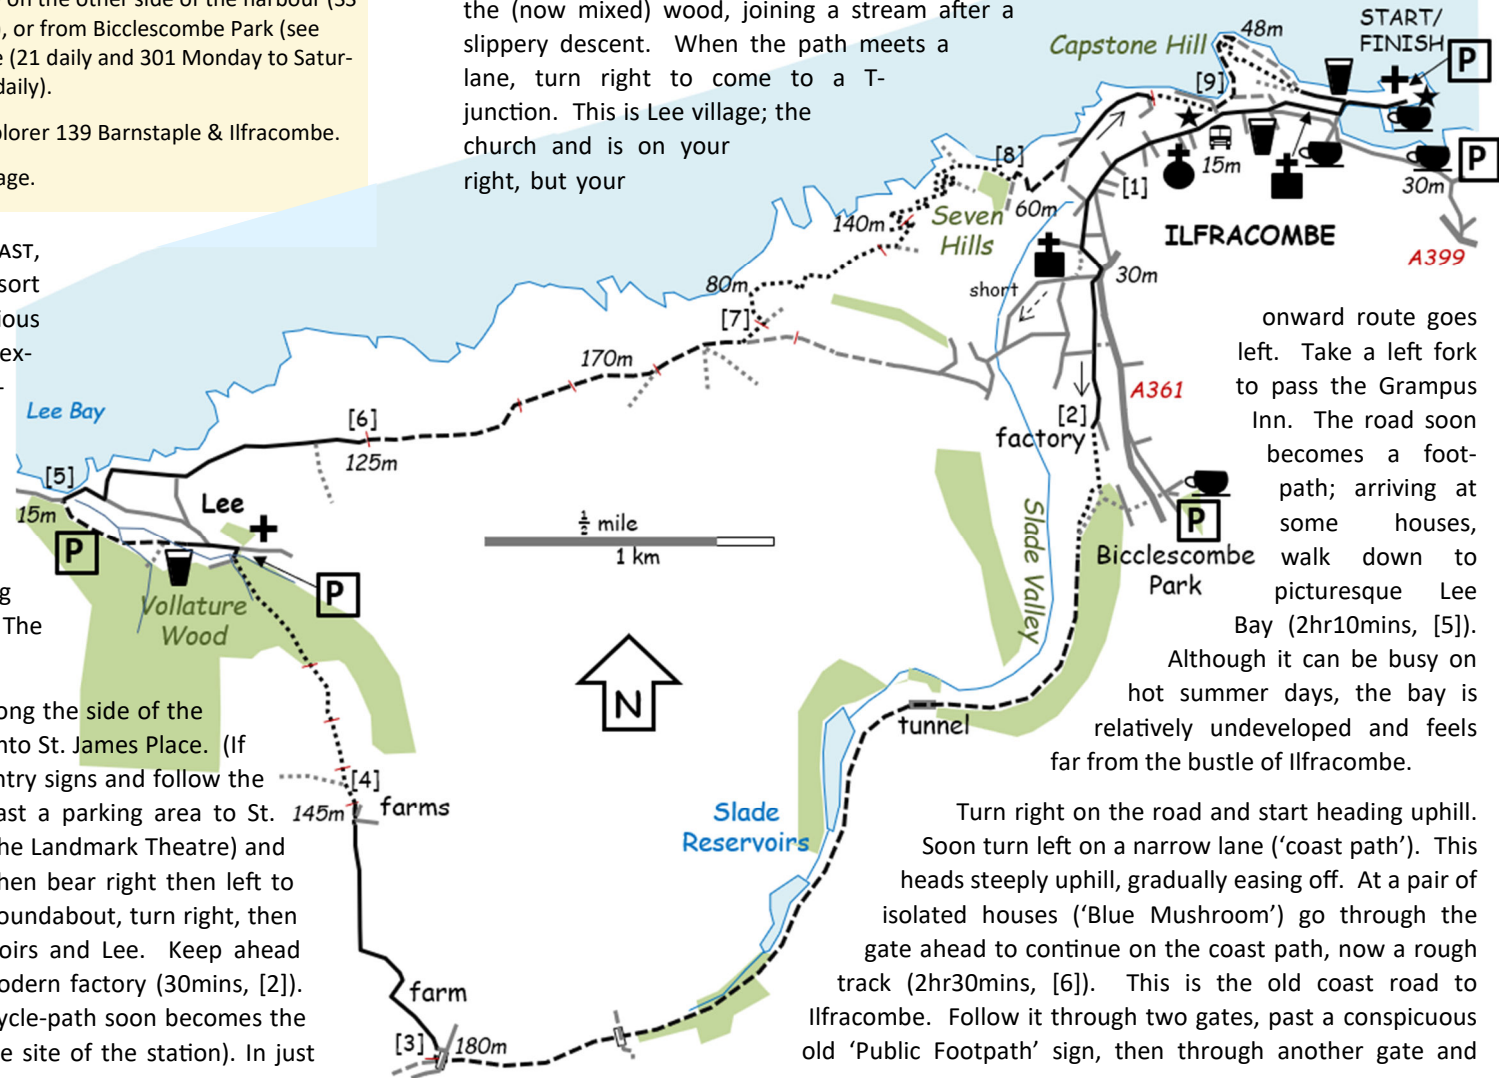 on the other side of the harbour (33
, or from Bicclescombe Park (see
e (21 daily and 301 Monday to Satur-
daily).
plorer 139 Barnstaple & Ilfracombe.
age.
AST,
sort
ious
ex-
-
g
The
ong the side of the
nto St. James Place. (If
ntry signs and follow the
ast a parking area to St.
he Landmark Theatre) and
hen bear right then left to
oundabout, turn right, then
oirs and Lee. Keep ahead
odern factory (30mins, [2]).
ycle-path soon becomes the
e site of the station). In just
the (now mixed) wood, joining a stream after a
slippery descent. When the path meets a
lane, turn right to come to a T-
junction. This is Lee village; the
church and is on your
right, but your
onward route goes
left. Take a left fork
to pass the Grampus
Inn. The road soon
becomes a foot-
path; arriving at
some houses,
walk down to
picturesque Lee
Bay (2hr10mins, [5]).
Although it can be busy on
hot summer days, the bay is
relatively undeveloped and feels
far from the bustle of Ilfracombe.
Turn right on the road and start heading uphill.
Soon turn left on a narrow lane (‘coast path’). This
heads steeply uphill, gradually easing off. At a pair of
isolated houses (‘Blue Mushroom’) go through the
gate ahead to continue on the coast path, now a rough
track (2hr30mins, [6]). This is the old coast road to
Ilfracombe. Follow it through two gates, past a conspicuous
old ‘Public Footpath’ sign, then through another gate and
START/
FINISH
P
48m
Capstone Hill
[9]
15m
P
30m
[8]
[1]
60m
Seven
Hills
140m
ILFRACOMBE
A399
30m
short
80m
[7]
170m
A361
[2]
factory
Lee Bay
[6]
125m
[5]
15m
Lee
P
P
Vollature
Wood
½ mile
1 km
Slade Valley
P
Bicclescombe
Park
N
tunnel
[4]
145m
farms
Slade
Reservoirs
farm
[3]
180m